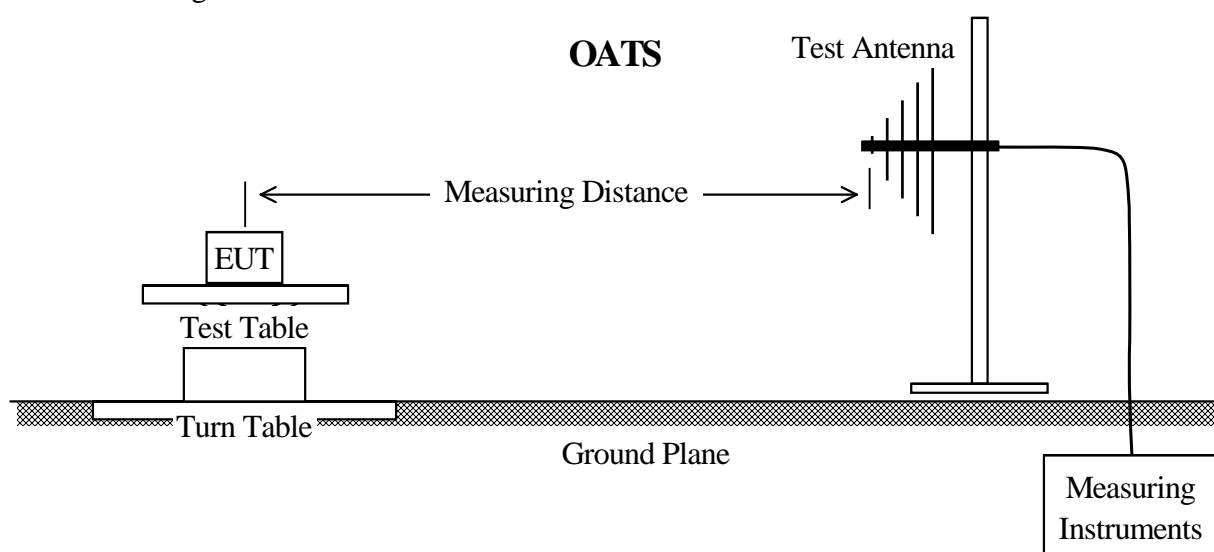 OATS
Test Antenna
Measuring Distance
EUT
Test Table
Turn Table
Ground Plane
Measuring
Instruments